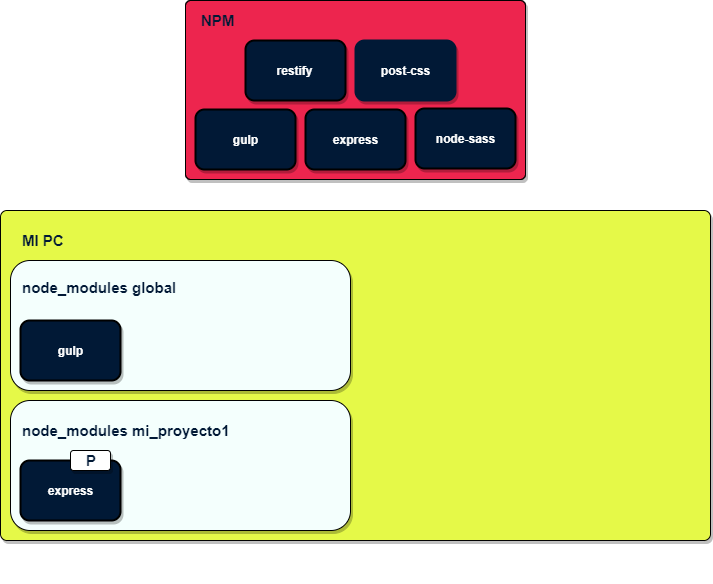 NPM
restify
post-css
gulp
express
node-sass
MI PC
node_modules global
gulp
node_modules mi_proyecto1
P
express